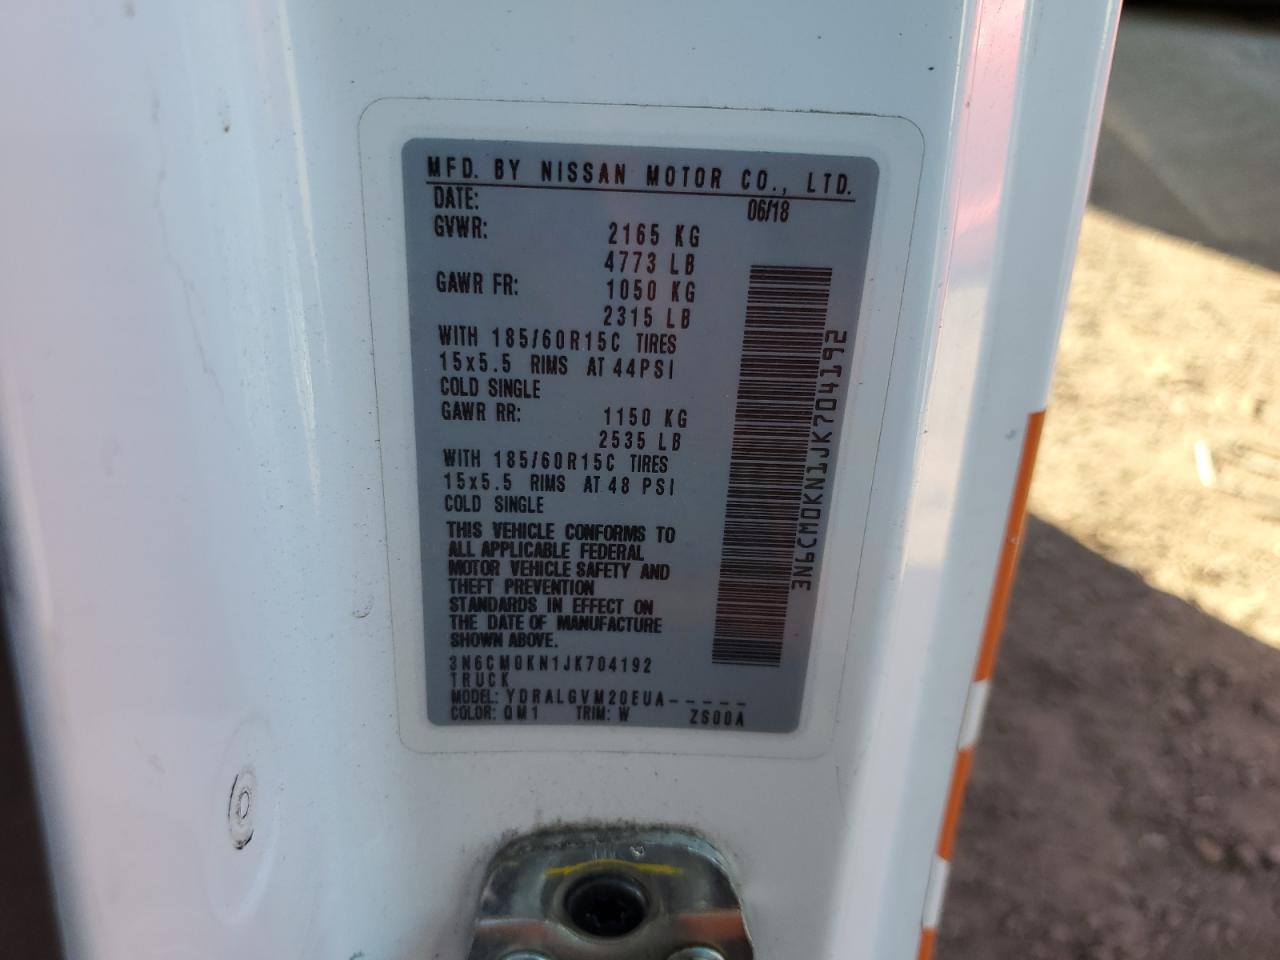 MFD. BY NISSAN MOTOR CO., LTD.
DATE: 06/18
GVWR: 2165 KG
4773 LB
GAWR FR: 1050 KG
2315 LB
WITH 185/60R15C TIRES
15x5.5 RIMS AT 44PSI
COLD SINGLE
GAWR RR: 1150 KG
2535 LB
WITH 185/60R15C TIRES
15x5.5 RIMS AT 48 PSI
COLD SINGLE
THIS VEHICLE CONFORMS TO
ALL APPLICABLE FEDERAL
MOTOR VEHICLE SAFETY AND
THEFT PREVENTION
STANDARDS IN EFFECT ON
THE DATE OF MANUFACTURE
SHOWN ABOVE.
3N6CM0KN1JK704192
TRUCK
MODEL: YDRALGVM20EUA-----
COLOR: QM1 TRIM: W ZS00A
3N6CM0KN1JK704192